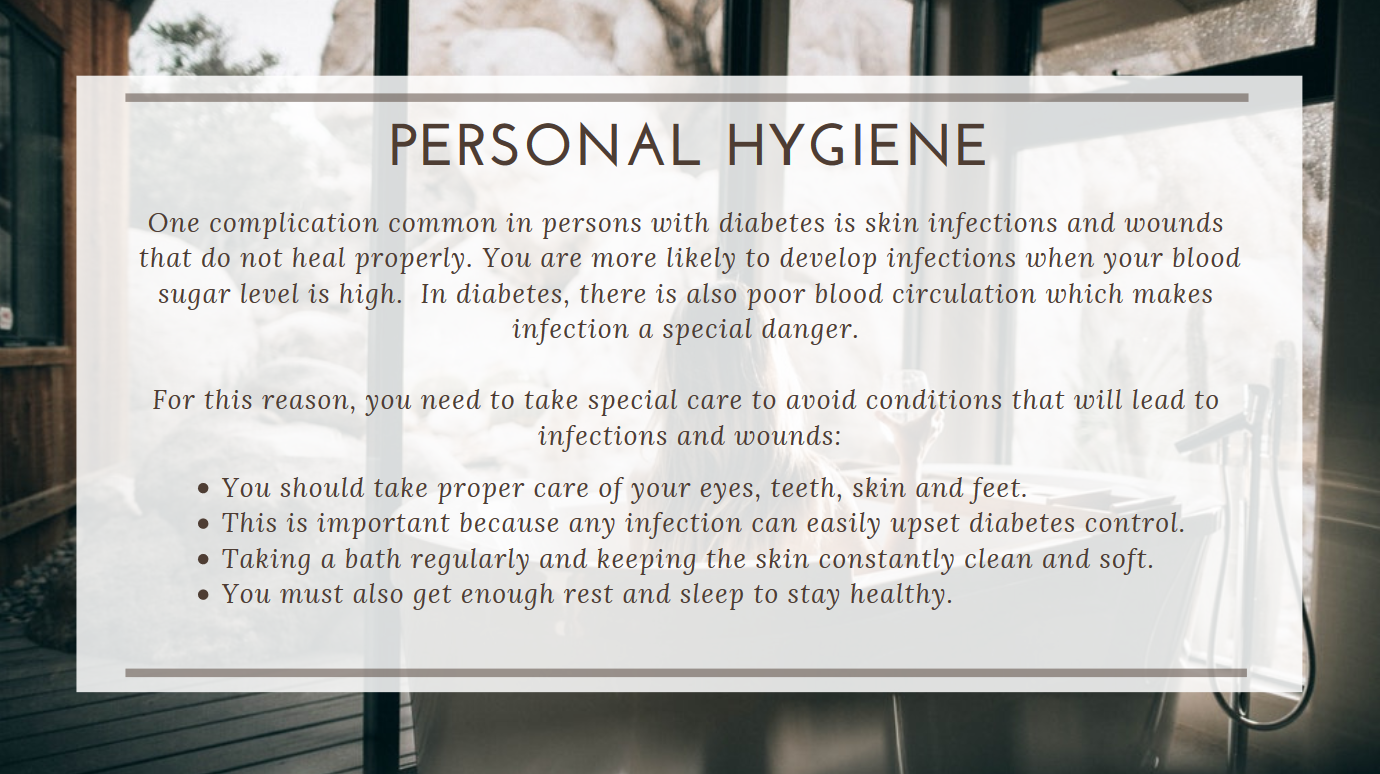 PERSONAL HYGIENE
One complication common in persons with diabetes is skin infections and wounds
that do not heal properly. You are more likely to develop infections when your blood
sugar level is high. In diabetes, there is also poor blood circulation which makes
infection a special danger.
For this reason, you need to take special care to avoid conditions that will lead to
infections and wounds:
• You should take proper care of your eyes, teeth, skin and feet.
• This is important because any infection can easily upset diabetes control.
• Taking a bath regularly and keeping the skin constantly clean and soft.
• You must also get enough rest and sleep to stay healthy.